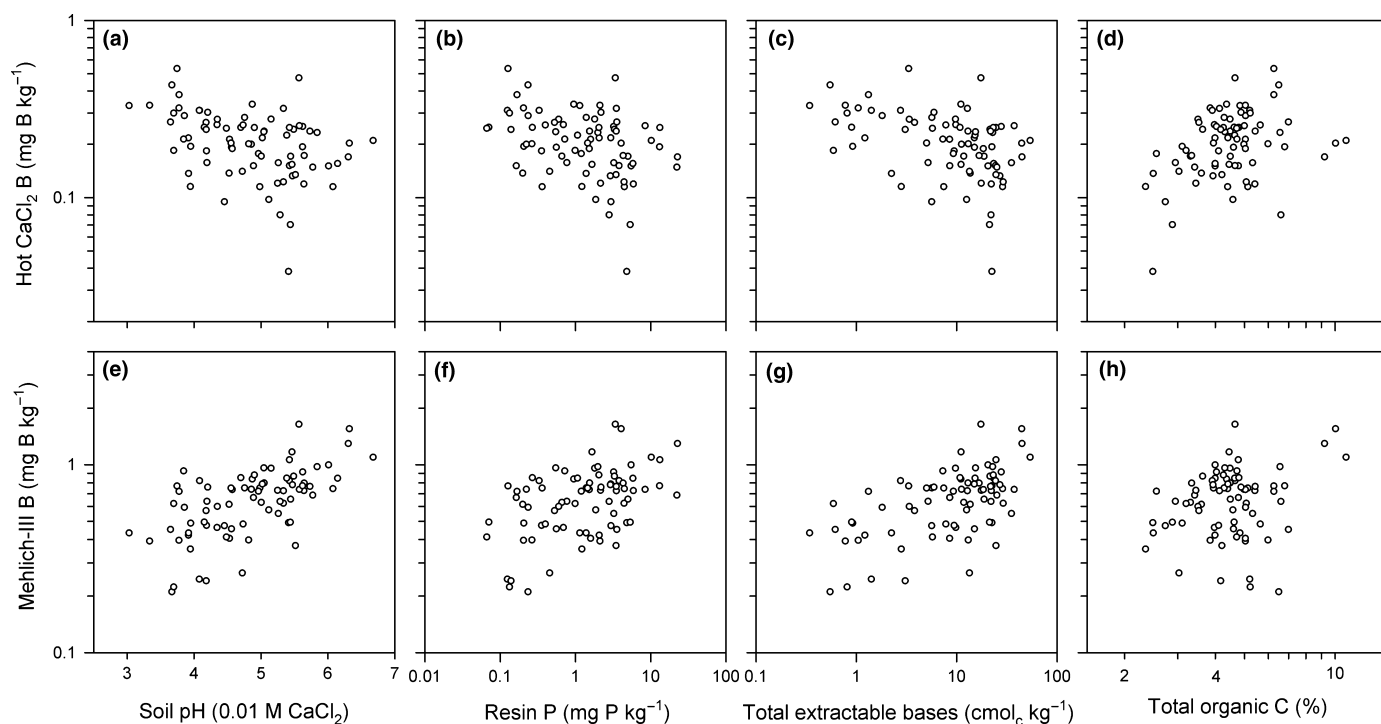 (a) (b) (c) (d)
Hot CaCl₂ B (mg B kg⁻¹)
1
0.1
(e) (f) (g) (h)
Mehlich-III B (mg B kg⁻¹)
1
0.1
3 4 5 6 7
0.01 0.1 1 10 100
0.1 1 10 100
2 4 10
Soil pH (0.01 M CaCl₂)
Resin P (mg P kg⁻¹)
Total extractable bases (cmol꜀ kg⁻¹)
Total organic C (%)